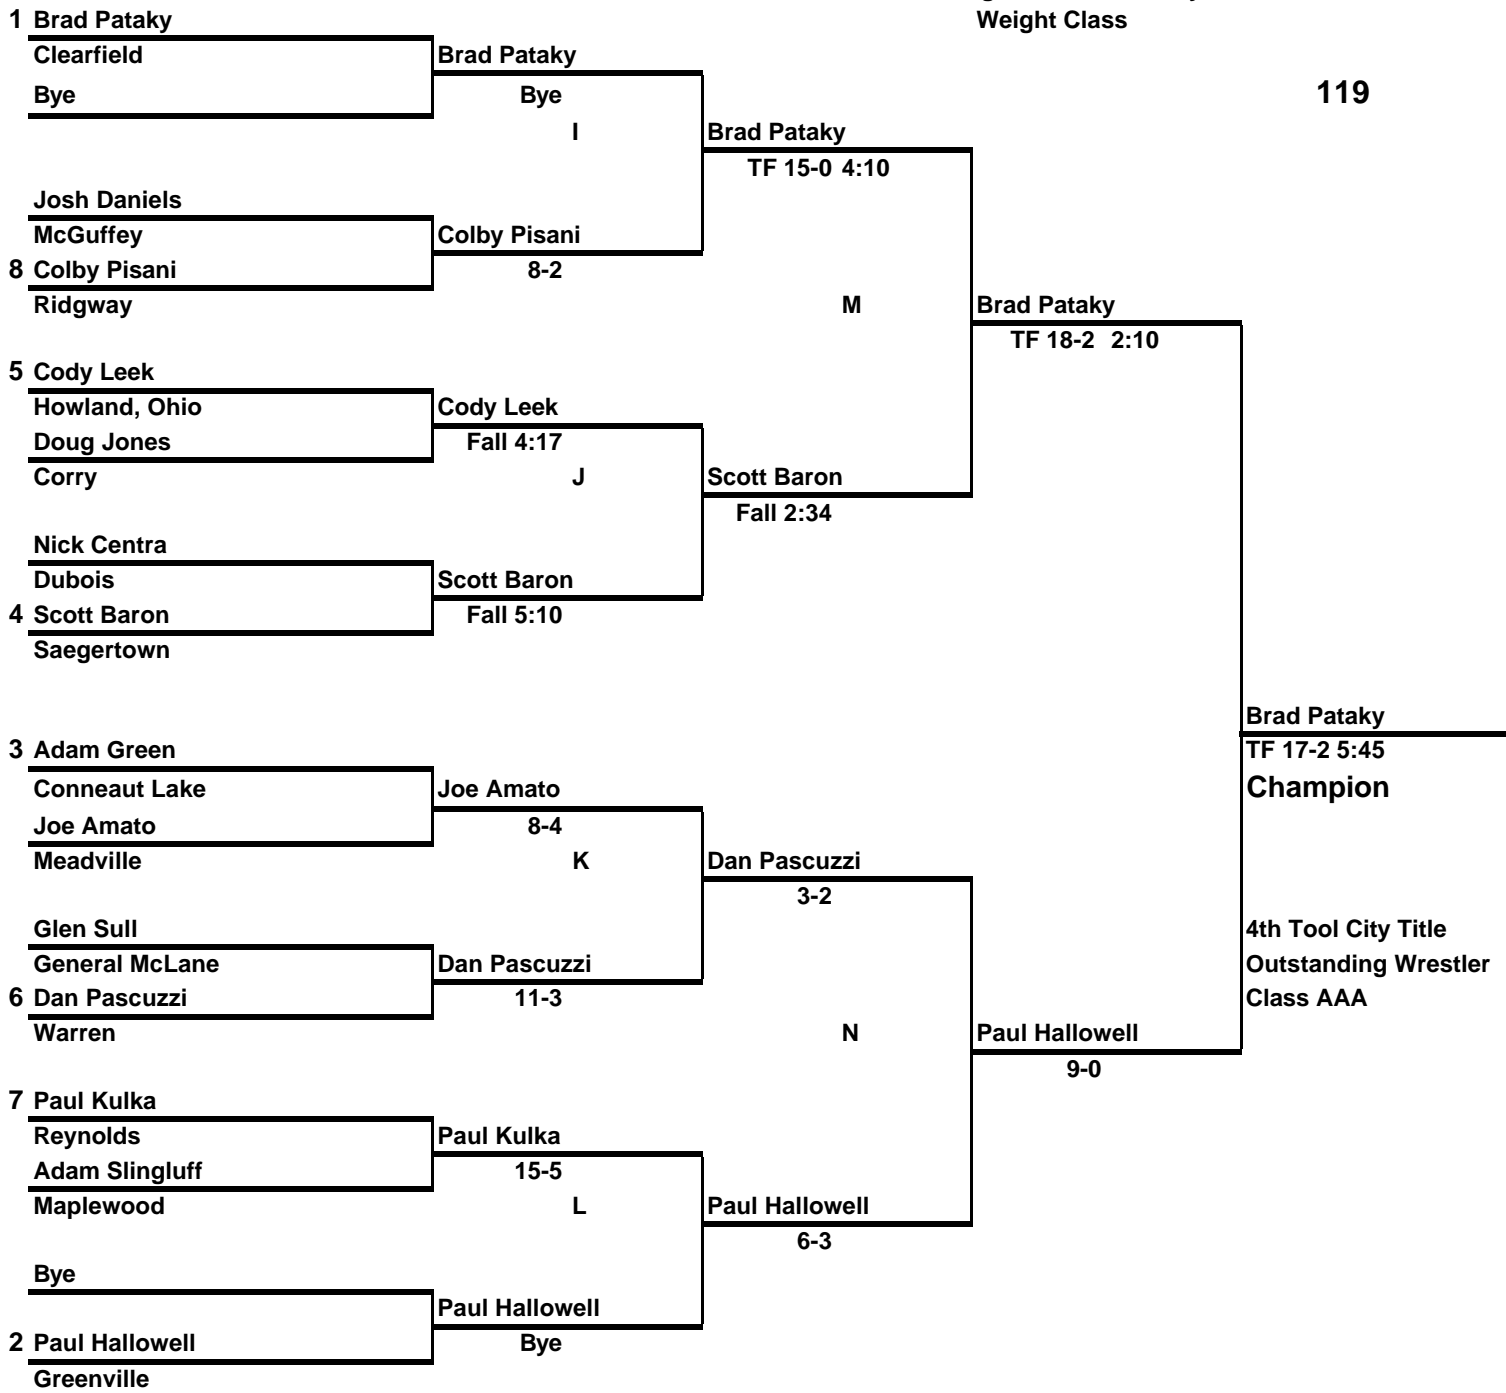 1 Brad Pataky
Weight Class
Clearfield
Brad Pataky
Bye
Bye
119
I
Brad Pataky
TF 15-0 4:10
Josh Daniels
McGuffey
Colby Pisani
8 Colby Pisani
8-2
Ridgway
M
Brad Pataky
TF 18-2 2:10
5 Cody Leek
Howland, Ohio
Cody Leek
Doug Jones
Fall 4:17
Corry
J
Scott Baron
Fall 2:34
Nick Centra
Dubois
Scott Baron
4 Scott Baron
Fall 5:10
Saegertown
Brad Pataky
3 Adam Green
TF 17-2 5:45
Conneaut Lake
Joe Amato
Champion
Joe Amato
8-4
Meadville
K
Dan Pascuzzi
3-2
Glen Sull
4th Tool City Title
General McLane
Dan Pascuzzi
Outstanding Wrestler
6 Dan Pascuzzi
11-3
Class AAA
Warren
N
Paul Hallowell
9-0
7 Paul Kulka
Reynolds
Paul Kulka
Adam Slingluff
15-5
Maplewood
L
Paul Hallowell
6-3
Bye
Paul Hallowell
2 Paul Hallowell
Bye
Greenville